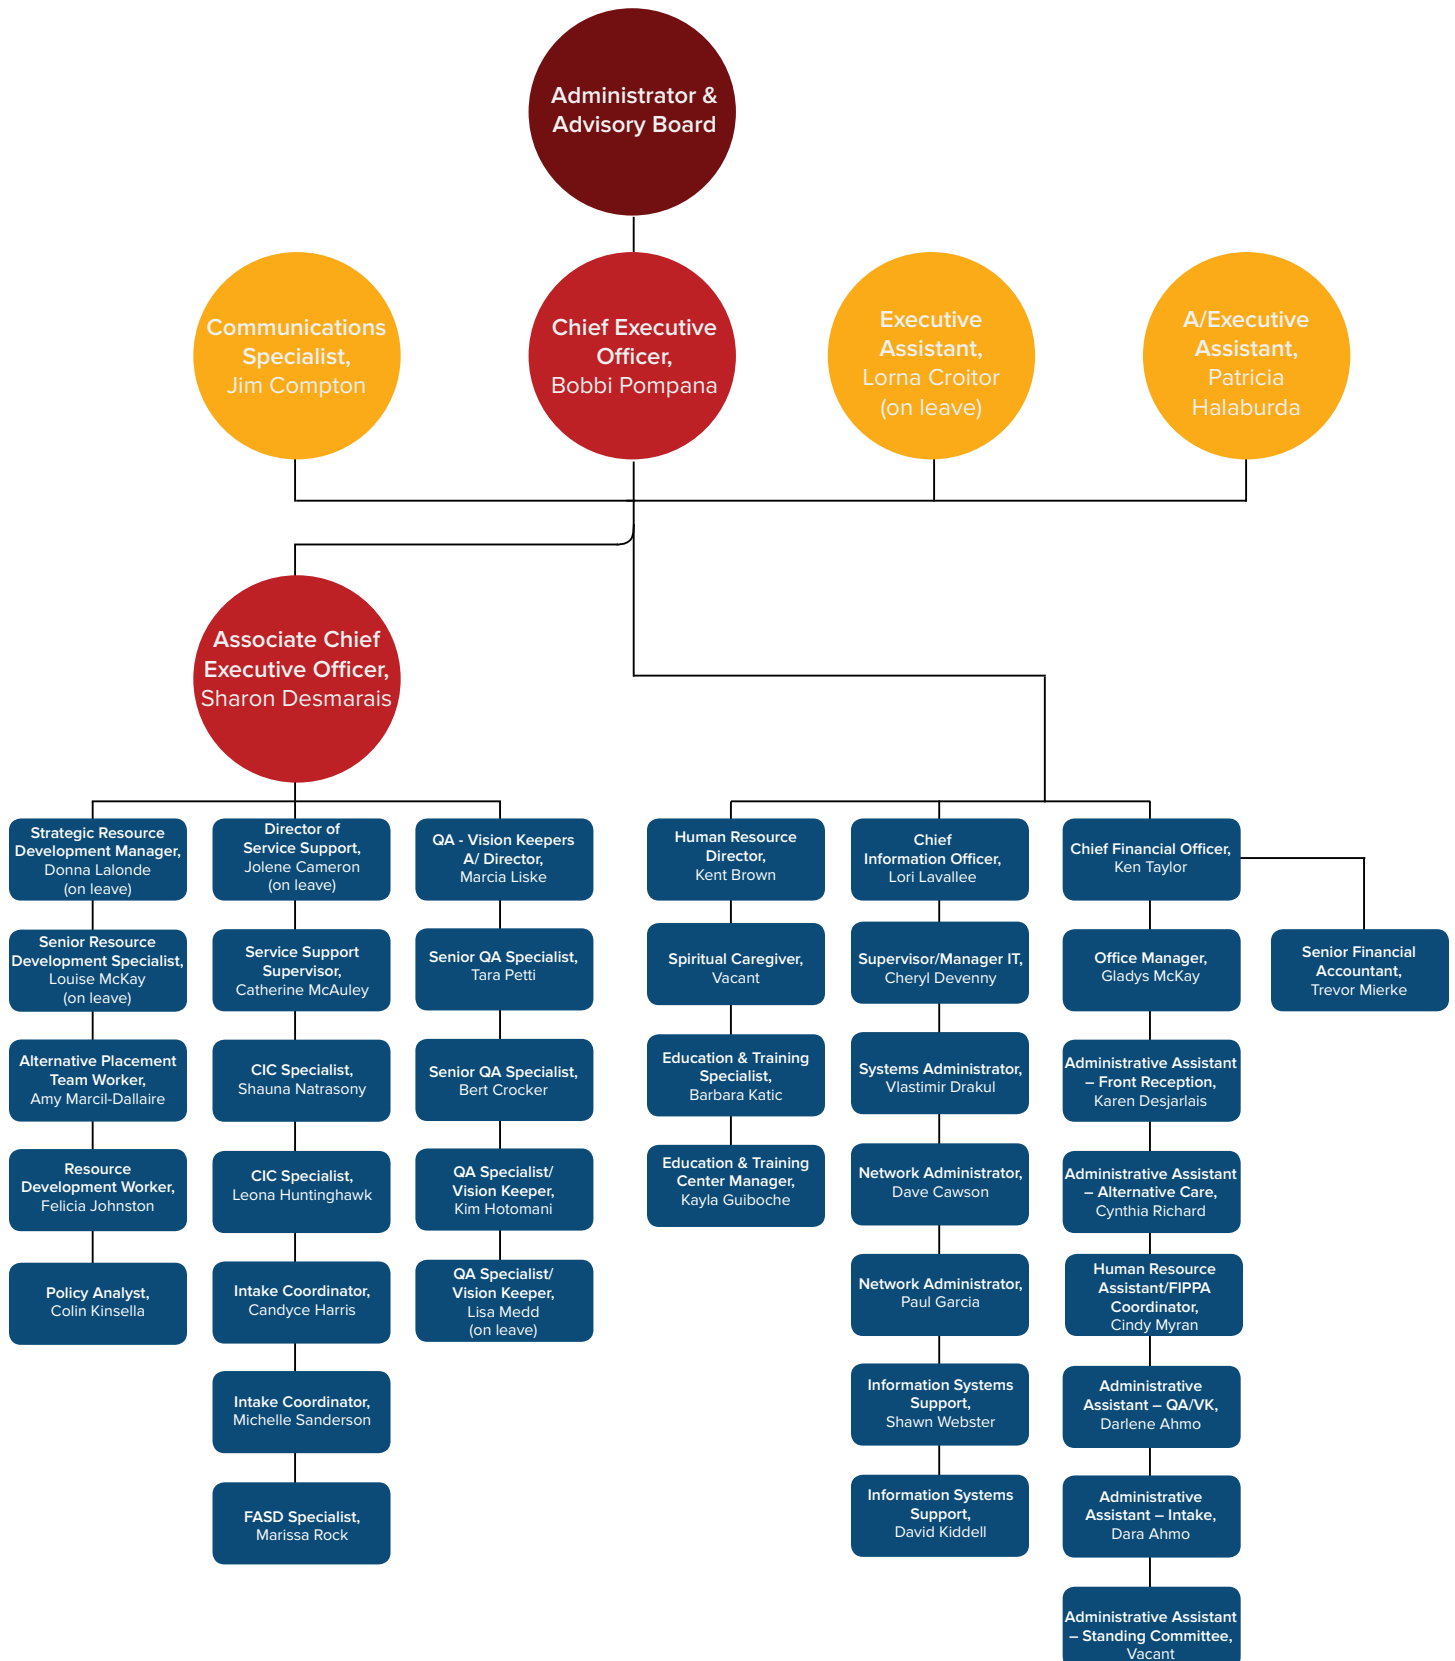 Administrator &
Advisory Board
Communications
Specialist,
Jim Compton
Chief Executive
Officer,
Bobbi Pompana
Executive
Assistant,
Lorna Croitor
(on leave)
A/Executive
Assistant,
Patricia
Halaburda
Associate Chief
Executive Officer,
Sharon Desmarais
Strategic Resource
Development Manager,
Donna Lalonde
(on leave)
Senior Resource
Development Specialist,
Louise McKay
(on leave)
Alternative Placement
Team Worker,
Amy Marcil-Dallaire
Resource
Development Worker,
Felicia Johnston
Policy Analyst,
Colin Kinsella
Director of
Service Support,
Jolene Cameron
(on leave)
Service Support
Supervisor,
Catherine McAuley
CIC Specialist,
Shauna Natrasony
CIC Specialist,
Leona Huntinghawk
Intake Coordinator,
Candyce Harris
Intake Coordinator,
Michelle Sanderson
FASD Specialist,
Marissa Rock
QA - Vision Keepers
A/ Director,
Marcia Liske
Senior QA Specialist,
Tara Petti
Senior QA Specialist,
Bert Crocker
QA Specialist/
Vision Keeper,
Kim Hotomani
QA Specialist/
Vision Keeper,
Lisa Medd
(on leave)
Human Resource
Director,
Kent Brown
Spiritual Caregiver,
Vacant
Education & Training
Specialist,
Barbara Katic
Education & Training
Center Manager,
Kayla Guiboche
Chief
Information Officer,
Lori Lavallee
Supervisor/Manager IT,
Cheryl Devenny
Systems Administrator,
Vlastimir Drakul
Network Administrator,
Dave Cawson
Network Administrator,
Paul Garcia
Information Systems
Support,
Shawn Webster
Information Systems
Support,
David Kiddell
Chief Financial Officer,
Ken Taylor
Office Manager,
Gladys McKay
Administrative Assistant
– Front Reception,
Karen Desjarlais
Administrative Assistant
– Alternative Care,
Cynthia Richard
Human Resource
Assistant/FIPPA
Coordinator,
Cindy Myran
Administrative
Assistant – QA/VK,
Darlene Ahmo
Administrative
Assistant – Intake,
Dara Ahmo
Administrative Assistant
– Standing Committee,
Vacant
Senior Financial
Accountant,
Trevor Mierke